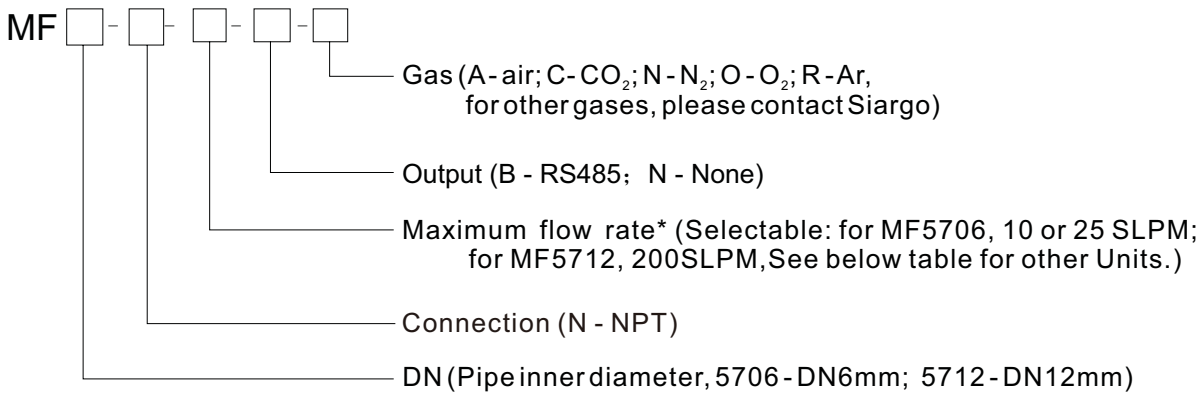 MF - - - -
Gas (A-air; C-CO₂; N-N₂; O-O₂; R-Ar,
for other gases, please contact Siargo)
Output (B - RS485; N - None)
Maximum flow rate* (Selectable: for MF5706, 10 or 25 SLPM;
for MF5712, 200SLPM,See below table for other Units.)
Connection (N - NPT)
DN (Pipe inner diameter, 5706-DN6mm; 5712-DN12mm)